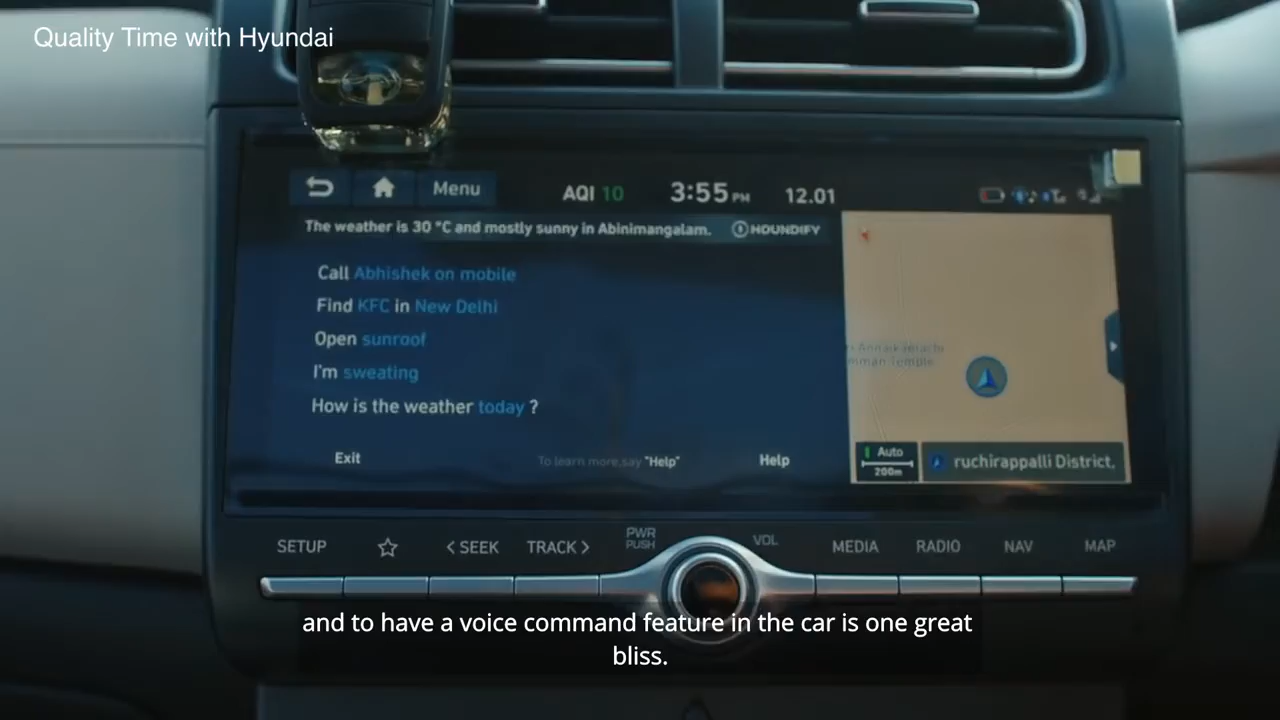 Quality Time with Hyundai
Menu
AQI 10
3:55 PM
12.01
The weather is 30 °C and mostly sunny in Abinimangalam.
HOUNDIFY
Call Abhishek on mobile
Find KFC in New Delhi
Open sunroof
I'm sweating
How is the weather today ?
Exit
To learn more,say "Help"
Help
Temple
Auto
200m
ruchirappalli District,
SETUP
< SEEK
TRACK >
PWR
PUSH
VOL
MEDIA
RADIO
NAV
MAP
and to have a voice command feature in the car is one great
bliss.